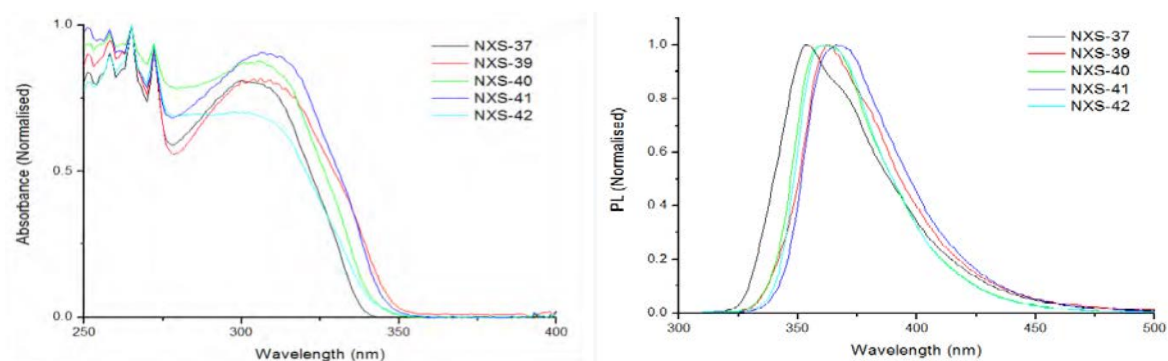 1.0
0.5
0.0
250
300
350
400
Absorbance (Normalised)
Wavelength (nm)
NXS-37
NXS-39
NXS-40
NXS-41
NXS-42
1.0
0.8
0.6
0.4
0.2
0.0
300
350
400
450
500
PL (Normalised)
Wavelength (nm)
NXS-37
NXS-39
NXS-40
NXS-41
NXS-42